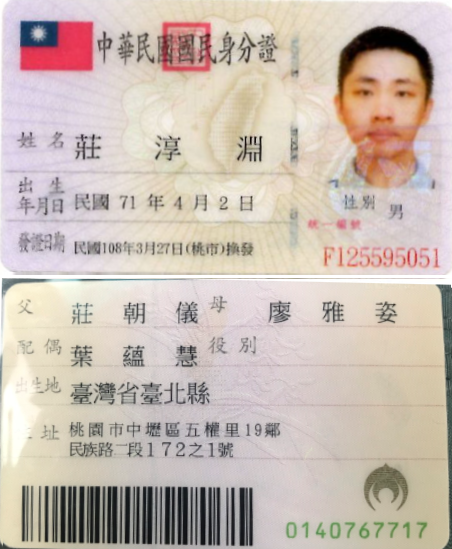 中華民國國民身分證
姓名 莊 淳 淵
出生年月日 民國 71 年 4 月 2 日
性別 男
統一編號
發證日期 民國108年3月27日(桃市)換發
F125595051
父 莊 朝 儀 母 廖 雅 姿
配偶 葉 蘊 慧 役別
出生地 臺灣省臺北縣
址 桃園市中壢區五權里19鄰
民族路二段172之1號
0140767717